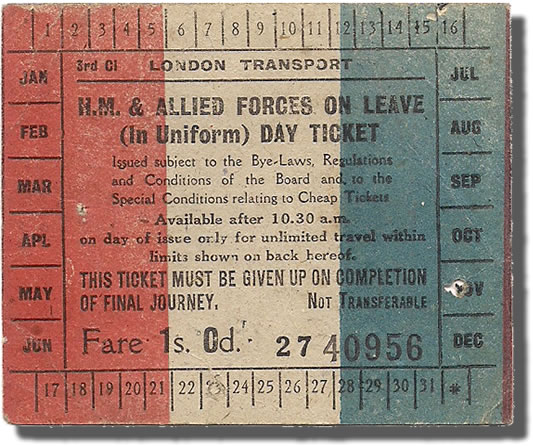 1 2 3 4 5 6 7 8 9 10 11 12 13 14 15 16
3rd Cl LONDON TRANSPORT
H.M. & ALLIED FORCES ON LEAVE
(In Uniform) DAY TICKET
Issued subject to the Bye-Laws, Regulations
and Conditions of the Board and to the
Special Conditions relating to Cheap Tickets
— Available after 10.30 a.m.
on day of issue only for unlimited travel within
limits shown on back hereof.
THIS TICKET MUST BE GIVEN UP ON COMPLETION
OF FINAL JOURNEY. NOT TRANSFERABLE
Fare 1s. 0d. 27 40956
JAN
FEB
MAR
APL
MAY
JUN
JUL
AUG
SEP
OCT
OV
DEC
17 18 19 20 21 22 24 25 26 27 28 29 30 31 *